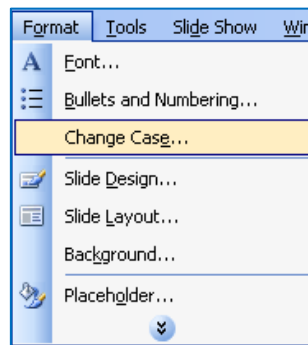 Format Tools Slide Show
Font...
Bullets and Numbering...
Change Case...
Slide Design...
Slide Layout...
Background...
Placeholder...